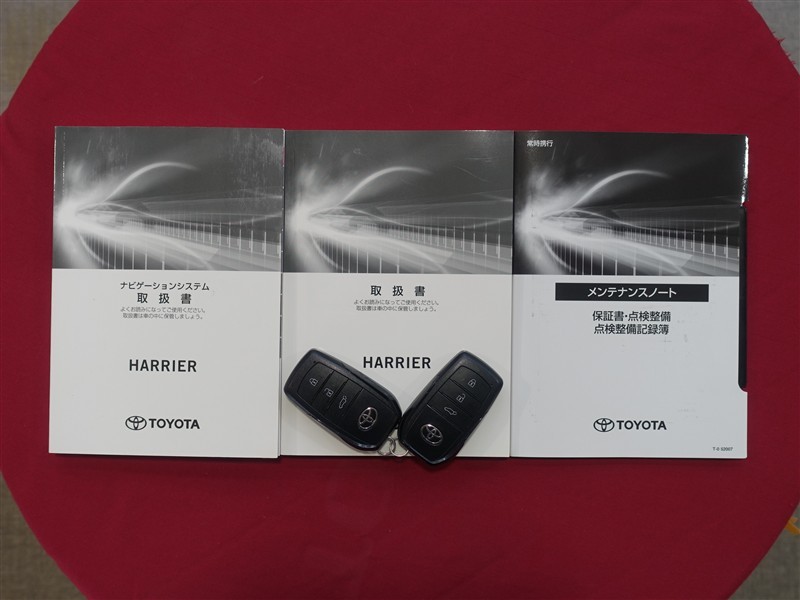 ナビゲーションシステム
取扱書
よくお読みになってご使用ください。
取扱書は車の中に保管しましょう。
HARRIER
TOYOTA
取扱書
よくお読みになってご使用ください。
取扱書は車の中に保管しましょう。
HARRIER
常時携行
メンテナンスノート
保証書・点検整備
点検整備記録簿
TOYOTA